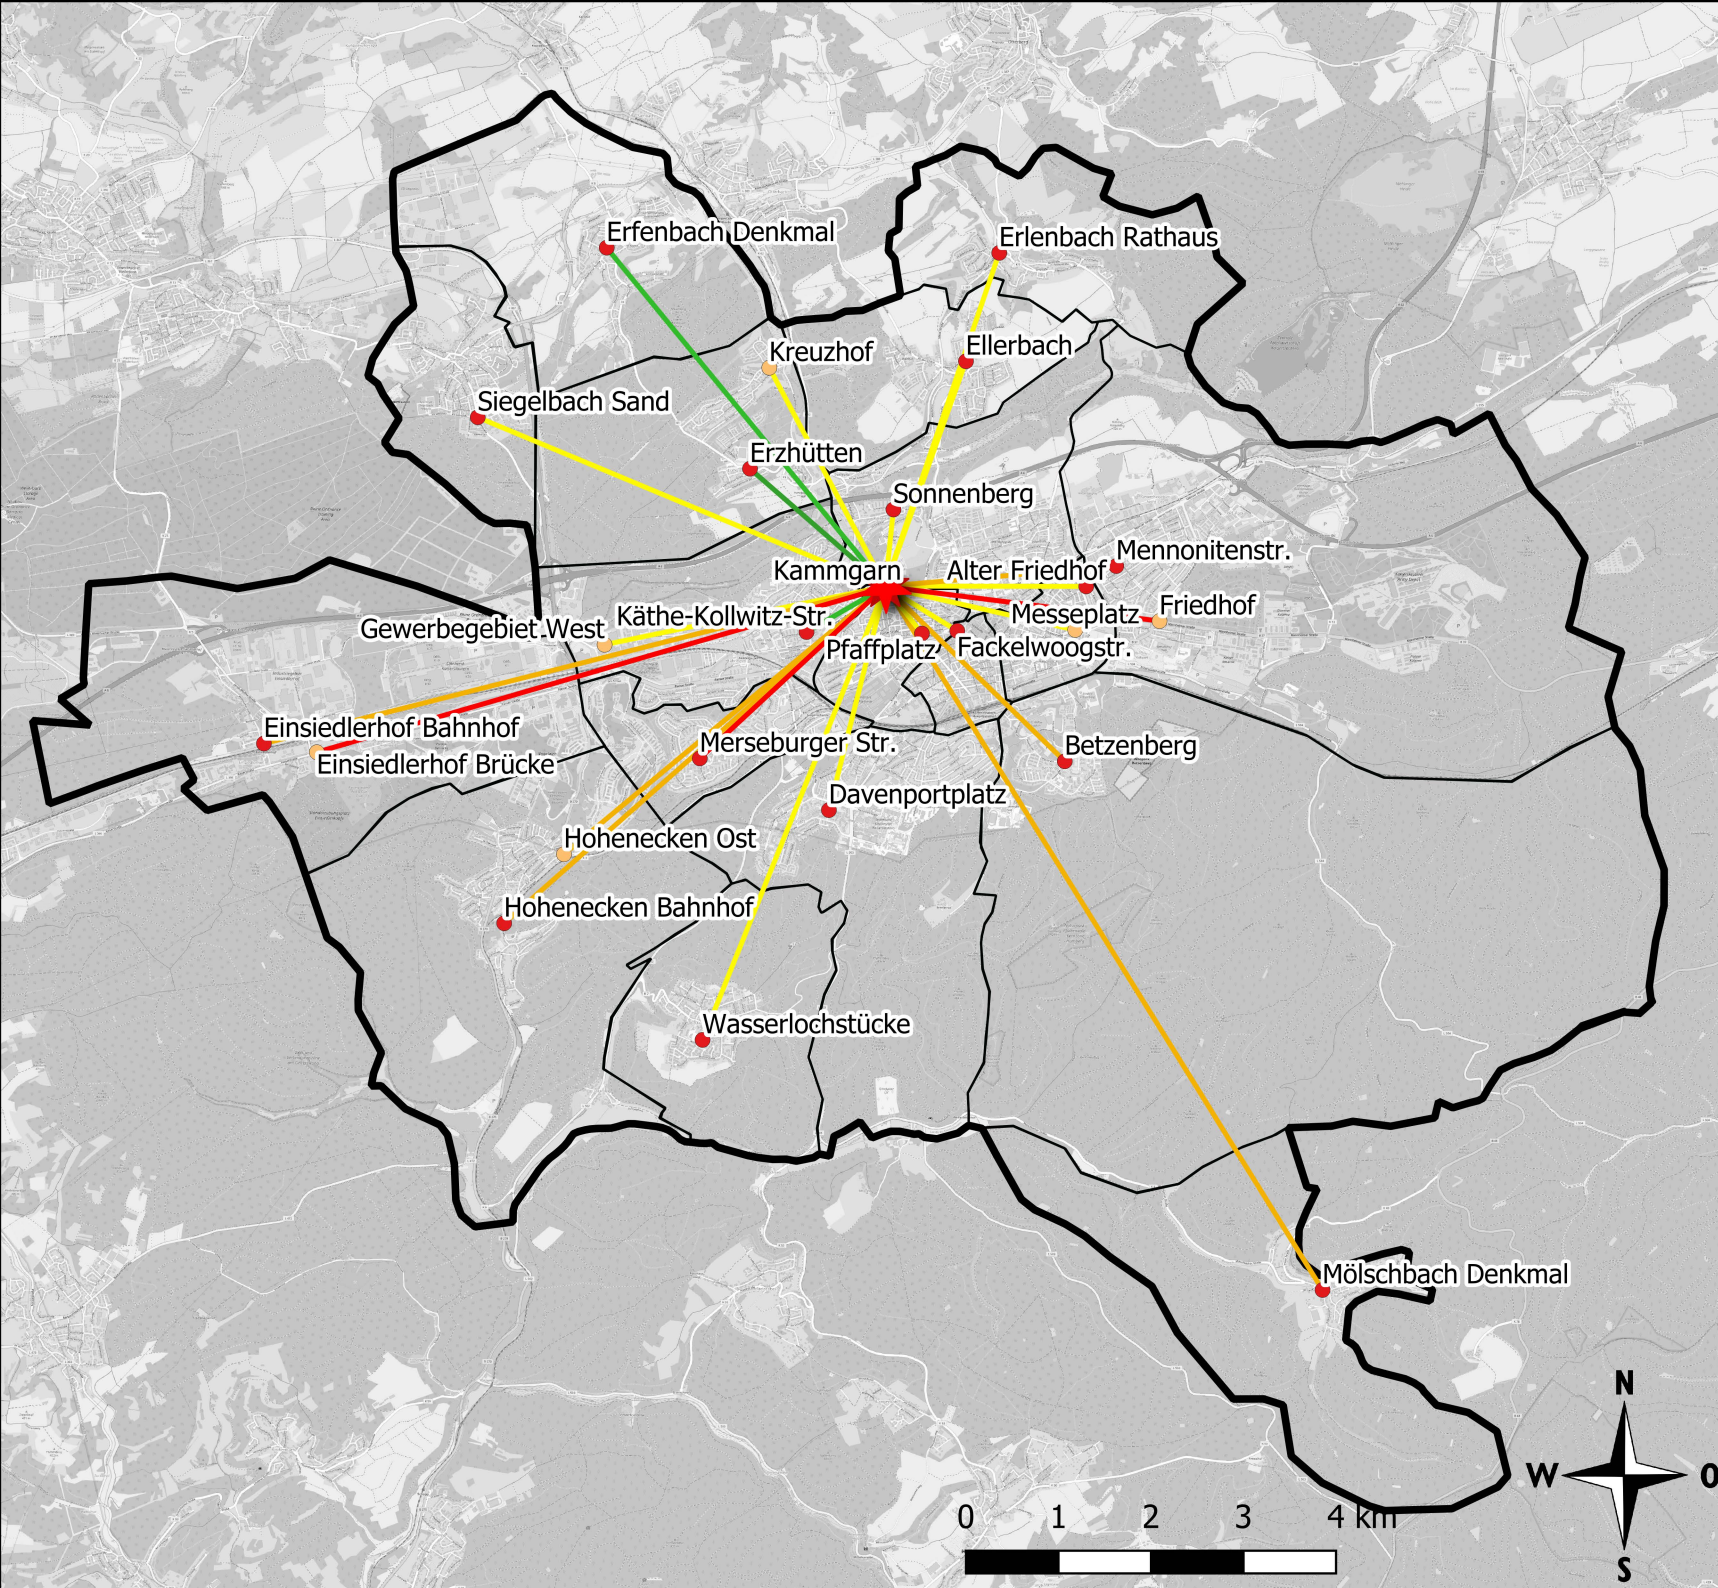 Erfenbach Denkmal
Erlenbach Rathaus
Kreuzhof
Ellerbach
Siegelbach Sand
Erzhütten
Sonnenberg
Mennonitenstr.
Kammgarn
Alter Friedhof
Friedhof
Messeplatz
Käthe-Kollwitz-Str.
Gewerbegebiet West
Pfaffplatz
Fackelwoogstr.
Einsiedlerhof Bahnhof
Einsiedlerhof Brücke
Merseburger Str.
Betzenberg
Davenportplatz
Hohenecken Ost
Hohenecken Bahnhof
Wasserlochstücke
Mölschbach Denkmal
N
W
O
S
0 1 2 3 4 km